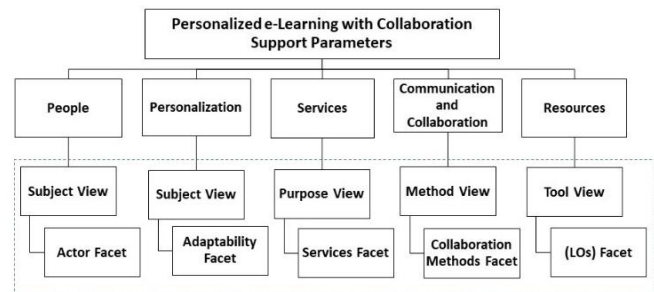 Personalized e-Learning with Collaboration
Support Parameters
People
Personalization
Services
Communication
and
Collaboration
Resources
Subject View
Subject View
Purpose View
Method View
Tool View
Actor Facet
Adaptability
Facet
Services Facet
Collaboration
Methods Facet
(LOs) Facet